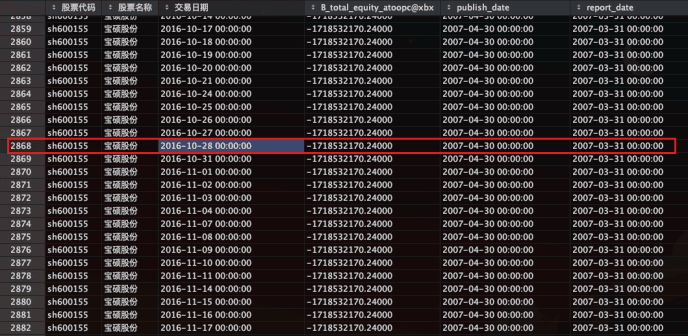 股票代码 股票名称 交易日期 B_total_equity_atoopc@xbx publish_date report_date
2858 sh600155 宝硕股份 2016-10-14 00:00:00 -1718532170.24000 2007-04-30 00:00:00 2007-03-31 00:00:00
2859 sh600155 宝硕股份 2016-10-17 00:00:00 -1718532170.24000 2007-04-30 00:00:00 2007-03-31 00:00:00
2860 sh600155 宝硕股份 2016-10-18 00:00:00 -1718532170.24000 2007-04-30 00:00:00 2007-03-31 00:00:00
2861 sh600155 宝硕股份 2016-10-19 00:00:00 -1718532170.24000 2007-04-30 00:00:00 2007-03-31 00:00:00
2862 sh600155 宝硕股份 2016-10-20 00:00:00 -1718532170.24000 2007-04-30 00:00:00 2007-03-31 00:00:00
2863 sh600155 宝硕股份 2016-10-21 00:00:00 -1718532170.24000 2007-04-30 00:00:00 2007-03-31 00:00:00
2864 sh600155 宝硕股份 2016-10-24 00:00:00 -1718532170.24000 2007-04-30 00:00:00 2007-03-31 00:00:00
2865 sh600155 宝硕股份 2016-10-25 00:00:00 -1718532170.24000 2007-04-30 00:00:00 2007-03-31 00:00:00
2866 sh600155 宝硕股份 2016-10-26 00:00:00 -1718532170.24000 2007-04-30 00:00:00 2007-03-31 00:00:00
2867 sh600155 宝硕股份 2016-10-27 00:00:00 -1718532170.24000 2007-04-30 00:00:00 2007-03-31 00:00:00
2868 sh600155 宝硕股份 2016-10-28 00:00:00 -1718532170.24000 2007-04-30 00:00:00 2007-03-31 00:00:00
2869 sh600155 宝硕股份 2016-10-31 00:00:00 -1718532170.24000 2007-04-30 00:00:00 2007-03-31 00:00:00
2870 sh600155 宝硕股份 2016-11-01 00:00:00 -1718532170.24000 2007-04-30 00:00:00 2007-03-31 00:00:00
2871 sh600155 宝硕股份 2016-11-02 00:00:00 -1718532170.24000 2007-04-30 00:00:00 2007-03-31 00:00:00
2872 sh600155 宝硕股份 2016-11-03 00:00:00 -1718532170.24000 2007-04-30 00:00:00 2007-03-31 00:00:00
2873 sh600155 宝硕股份 2016-11-04 00:00:00 -1718532170.24000 2007-04-30 00:00:00 2007-03-31 00:00:00
2874 sh600155 宝硕股份 2016-11-07 00:00:00 -1718532170.24000 2007-04-30 00:00:00 2007-03-31 00:00:00
2875 sh600155 宝硕股份 2016-11-08 00:00:00 -1718532170.24000 2007-04-30 00:00:00 2007-03-31 00:00:00
2876 sh600155 宝硕股份 2016-11-09 00:00:00 -1718532170.24000 2007-04-30 00:00:00 2007-03-31 00:00:00
2877 sh600155 宝硕股份 2016-11-10 00:00:00 -1718532170.24000 2007-04-30 00:00:00 2007-03-31 00:00:00
2878 sh600155 宝硕股份 2016-11-11 00:00:00 -1718532170.24000 2007-04-30 00:00:00 2007-03-31 00:00:00
2879 sh600155 宝硕股份 2016-11-14 00:00:00 -1718532170.24000 2007-04-30 00:00:00 2007-03-31 00:00:00
2880 sh600155 宝硕股份 2016-11-15 00:00:00 -1718532170.24000 2007-04-30 00:00:00 2007-03-31 00:00:00
2881 sh600155 宝硕股份 2016-11-16 00:00:00 -1718532170.24000 2007-04-30 00:00:00 2007-03-31 00:00:00
2882 sh600155 宝硕股份 2016-11-17 00:00:00 -1718532170.24000 2007-04-30 00:00:00 2007-03-31 00:00:00